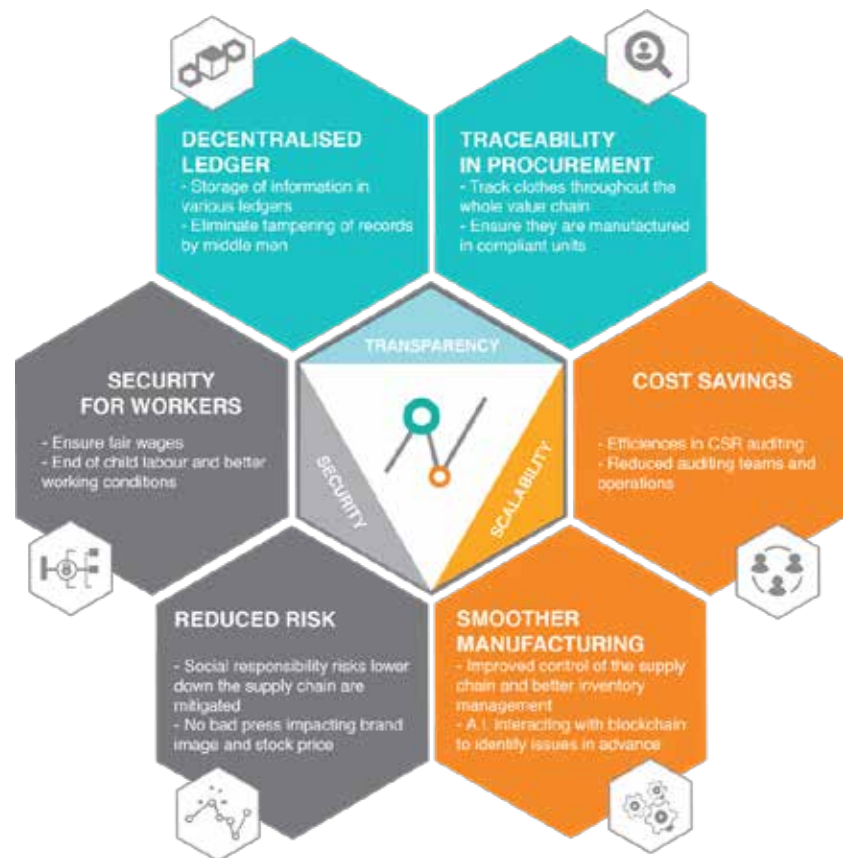 DECENTRALISED
LEDGER
- Storage of information in
various ledgers
- Eliminate tampering of records
by middle men
TRACEABILITY
IN PROCUREMENT
- Track clothes throughout the
whole value chain
- Ensure they are manufactured
in compliant units
SECURITY
FOR WORKERS
- Ensure fair wages
- End of child labour and better
working conditions
TRANSPARENCY
SECURITY
SCALABILITY
COST SAVINGS
- Efficiences in CSR auditing
- Reduced auditing teams and
operations
REDUCED RISK
- Social responsibility risks lower
down the supply chain are
mitigated
- No bad press impacting brand
image and stock price
SMOOTHER
MANUFACTURING
- Improved control of the supply
chain and better inventory
management
- A.I. interacting with blockchain
to identify issues in advance